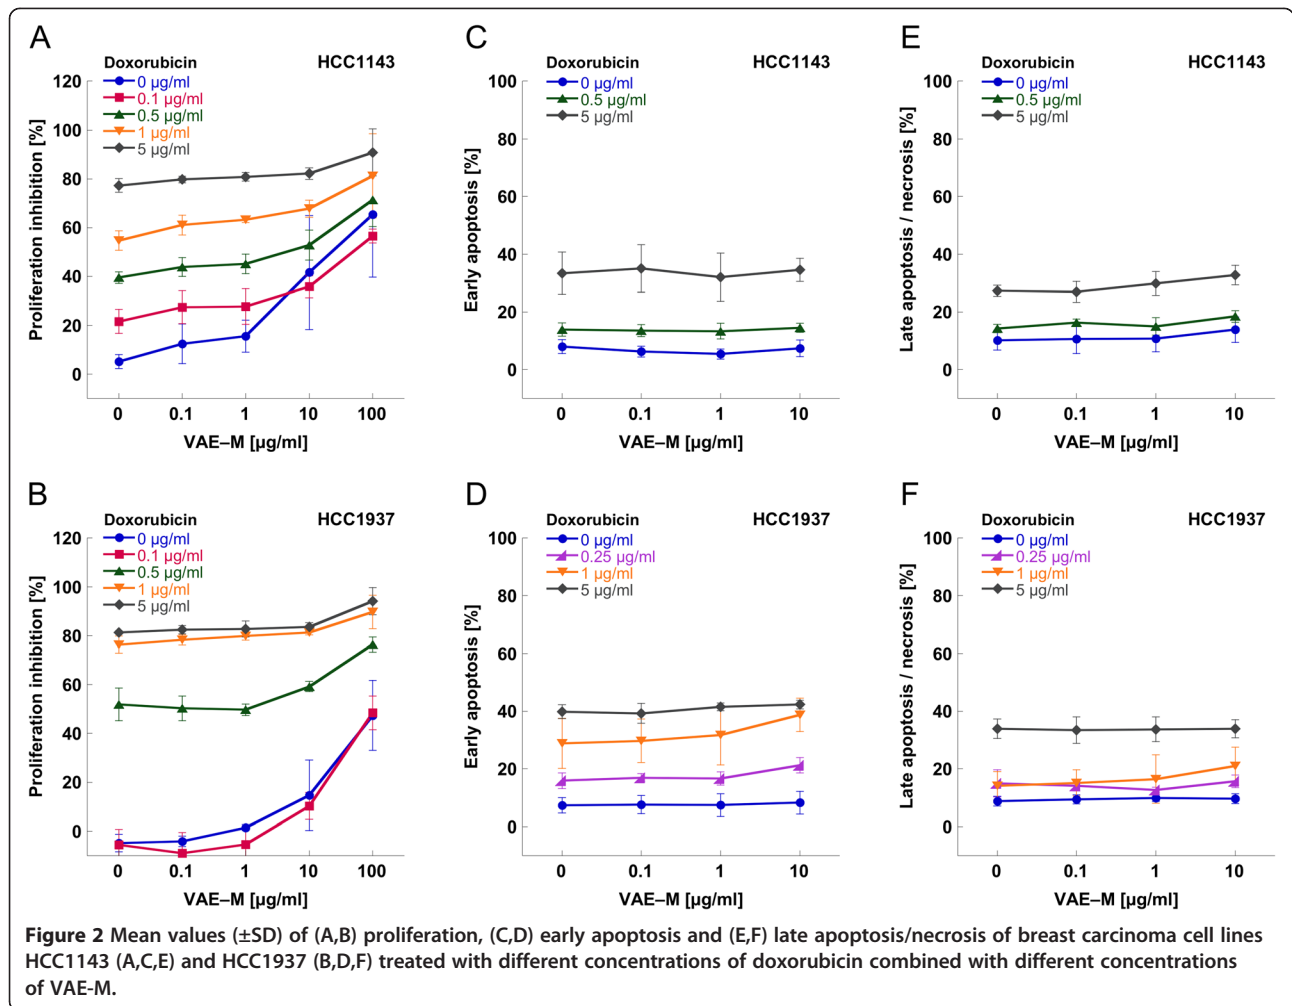 A
Doxorubicin HCC1143
0 µg/ml
0.1 µg/ml
0.5 µg/ml
1 µg/ml
5 µg/ml
Proliferation inhibition [%]
120
100
80
60
40
20
0
0 0.1 1 10 100
VAE–M [µg/ml]
C
Doxorubicin HCC1143
0 µg/ml
0.5 µg/ml
5 µg/ml
Early apoptosis [%]
100
80
60
40
20
0
0 0.1 1 10
VAE–M [µg/ml]
E
Doxorubicin HCC1143
0 µg/ml
0.5 µg/ml
5 µg/ml
Late apoptosis / necrosis [%]
100
80
60
40
20
0
0 0.1 1 10
VAE–M [µg/ml]
B
Doxorubicin HCC1937
0 µg/ml
0.1 µg/ml
0.5 µg/ml
1 µg/ml
5 µg/ml
Proliferation inhibition [%]
120
100
80
60
40
20
0
0 0.1 1 10 100
VAE–M [µg/ml]
D
Doxorubicin HCC1937
0 µg/ml
0.25 µg/ml
1 µg/ml
5 µg/ml
Early apoptosis [%]
100
80
60
40
20
0
0 0.1 1 10
VAE–M [µg/ml]
F
Doxorubicin HCC1937
0 µg/ml
0.25 µg/ml
1 µg/ml
5 µg/ml
Late apoptosis / necrosis [%]
100
80
60
40
20
0
0 0.1 1 10
VAE–M [µg/ml]
Figure 2 Mean values (±SD) of (A,B) proliferation, (C,D) early apoptosis and (E,F) late apoptosis/necrosis of breast carcinoma cell lines
HCC1143 (A,C,E) and HCC1937 (B,D,F) treated with different concentrations of doxorubicin combined with different concentrations
of VAE-M.